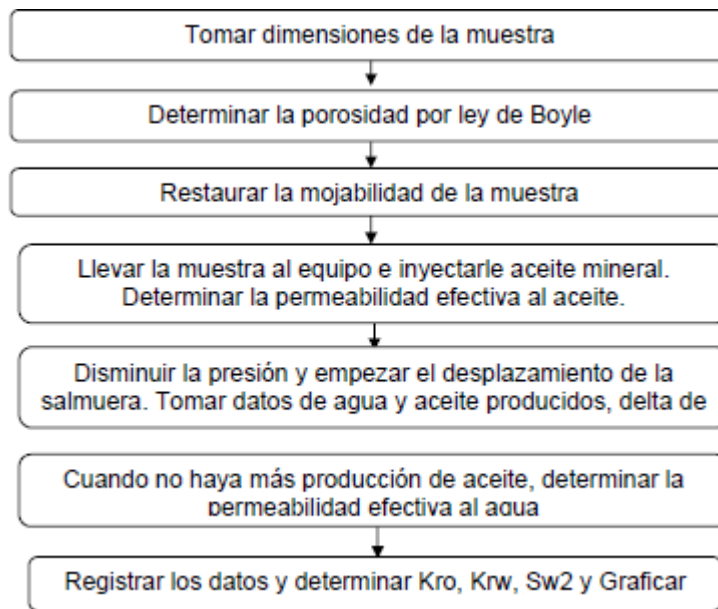 Tomar dimensiones de la muestra
Determinar la porosidad por ley de Boyle
Restaurar la mojabilidad de la muestra
Llevar la muestra al equipo e inyectarle aceite mineral.
Determinar la permeabilidad efectiva al aceite.
Disminuir la presión y empezar el desplazamiento de la
salmuera. Tomar datos de agua y aceite producidos, delta de
Cuando no haya más producción de aceite, determinar la
permeabilidad efectiva al agua
Registrar los datos y determinar Kro, Krw, Sw2 y Graficar